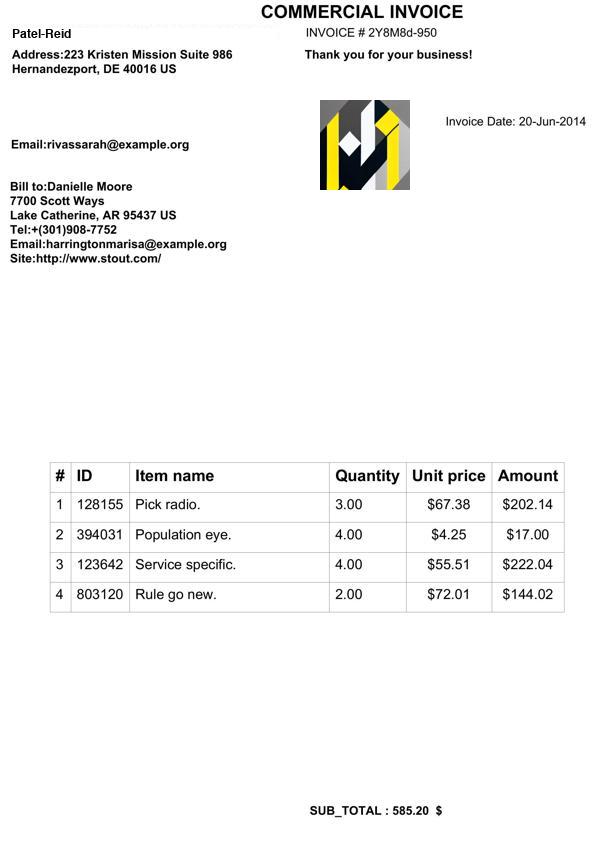 COMMERCIAL INVOICE
Patel-Reid
INVOICE # 2Y8M8d-950
Address:223 Kristen Mission Suite 986
Hernandezport, DE 40016 US
Thank you for your business!
Invoice Date: 20-Jun-2014
Email:rivassarah@example.org
Bill to:Danielle Moore
7700 Scott Ways
Lake Catherine, AR 95437 US
Tel:+(301)908-7752
Email:harringtonmarisa@example.org
Site:http://www.stout.com/
# ID Item name Quantity Unit price Amount
1 128155 Pick radio. 3.00 $67.38 $202.14
2 394031 Population eye. 4.00 $4.25 $17.00
3 123642 Service specific. 4.00 $55.51 $222.04
4 803120 Rule go new. 2.00 $72.01 $144.02
SUB_TOTAL : 585.20 $